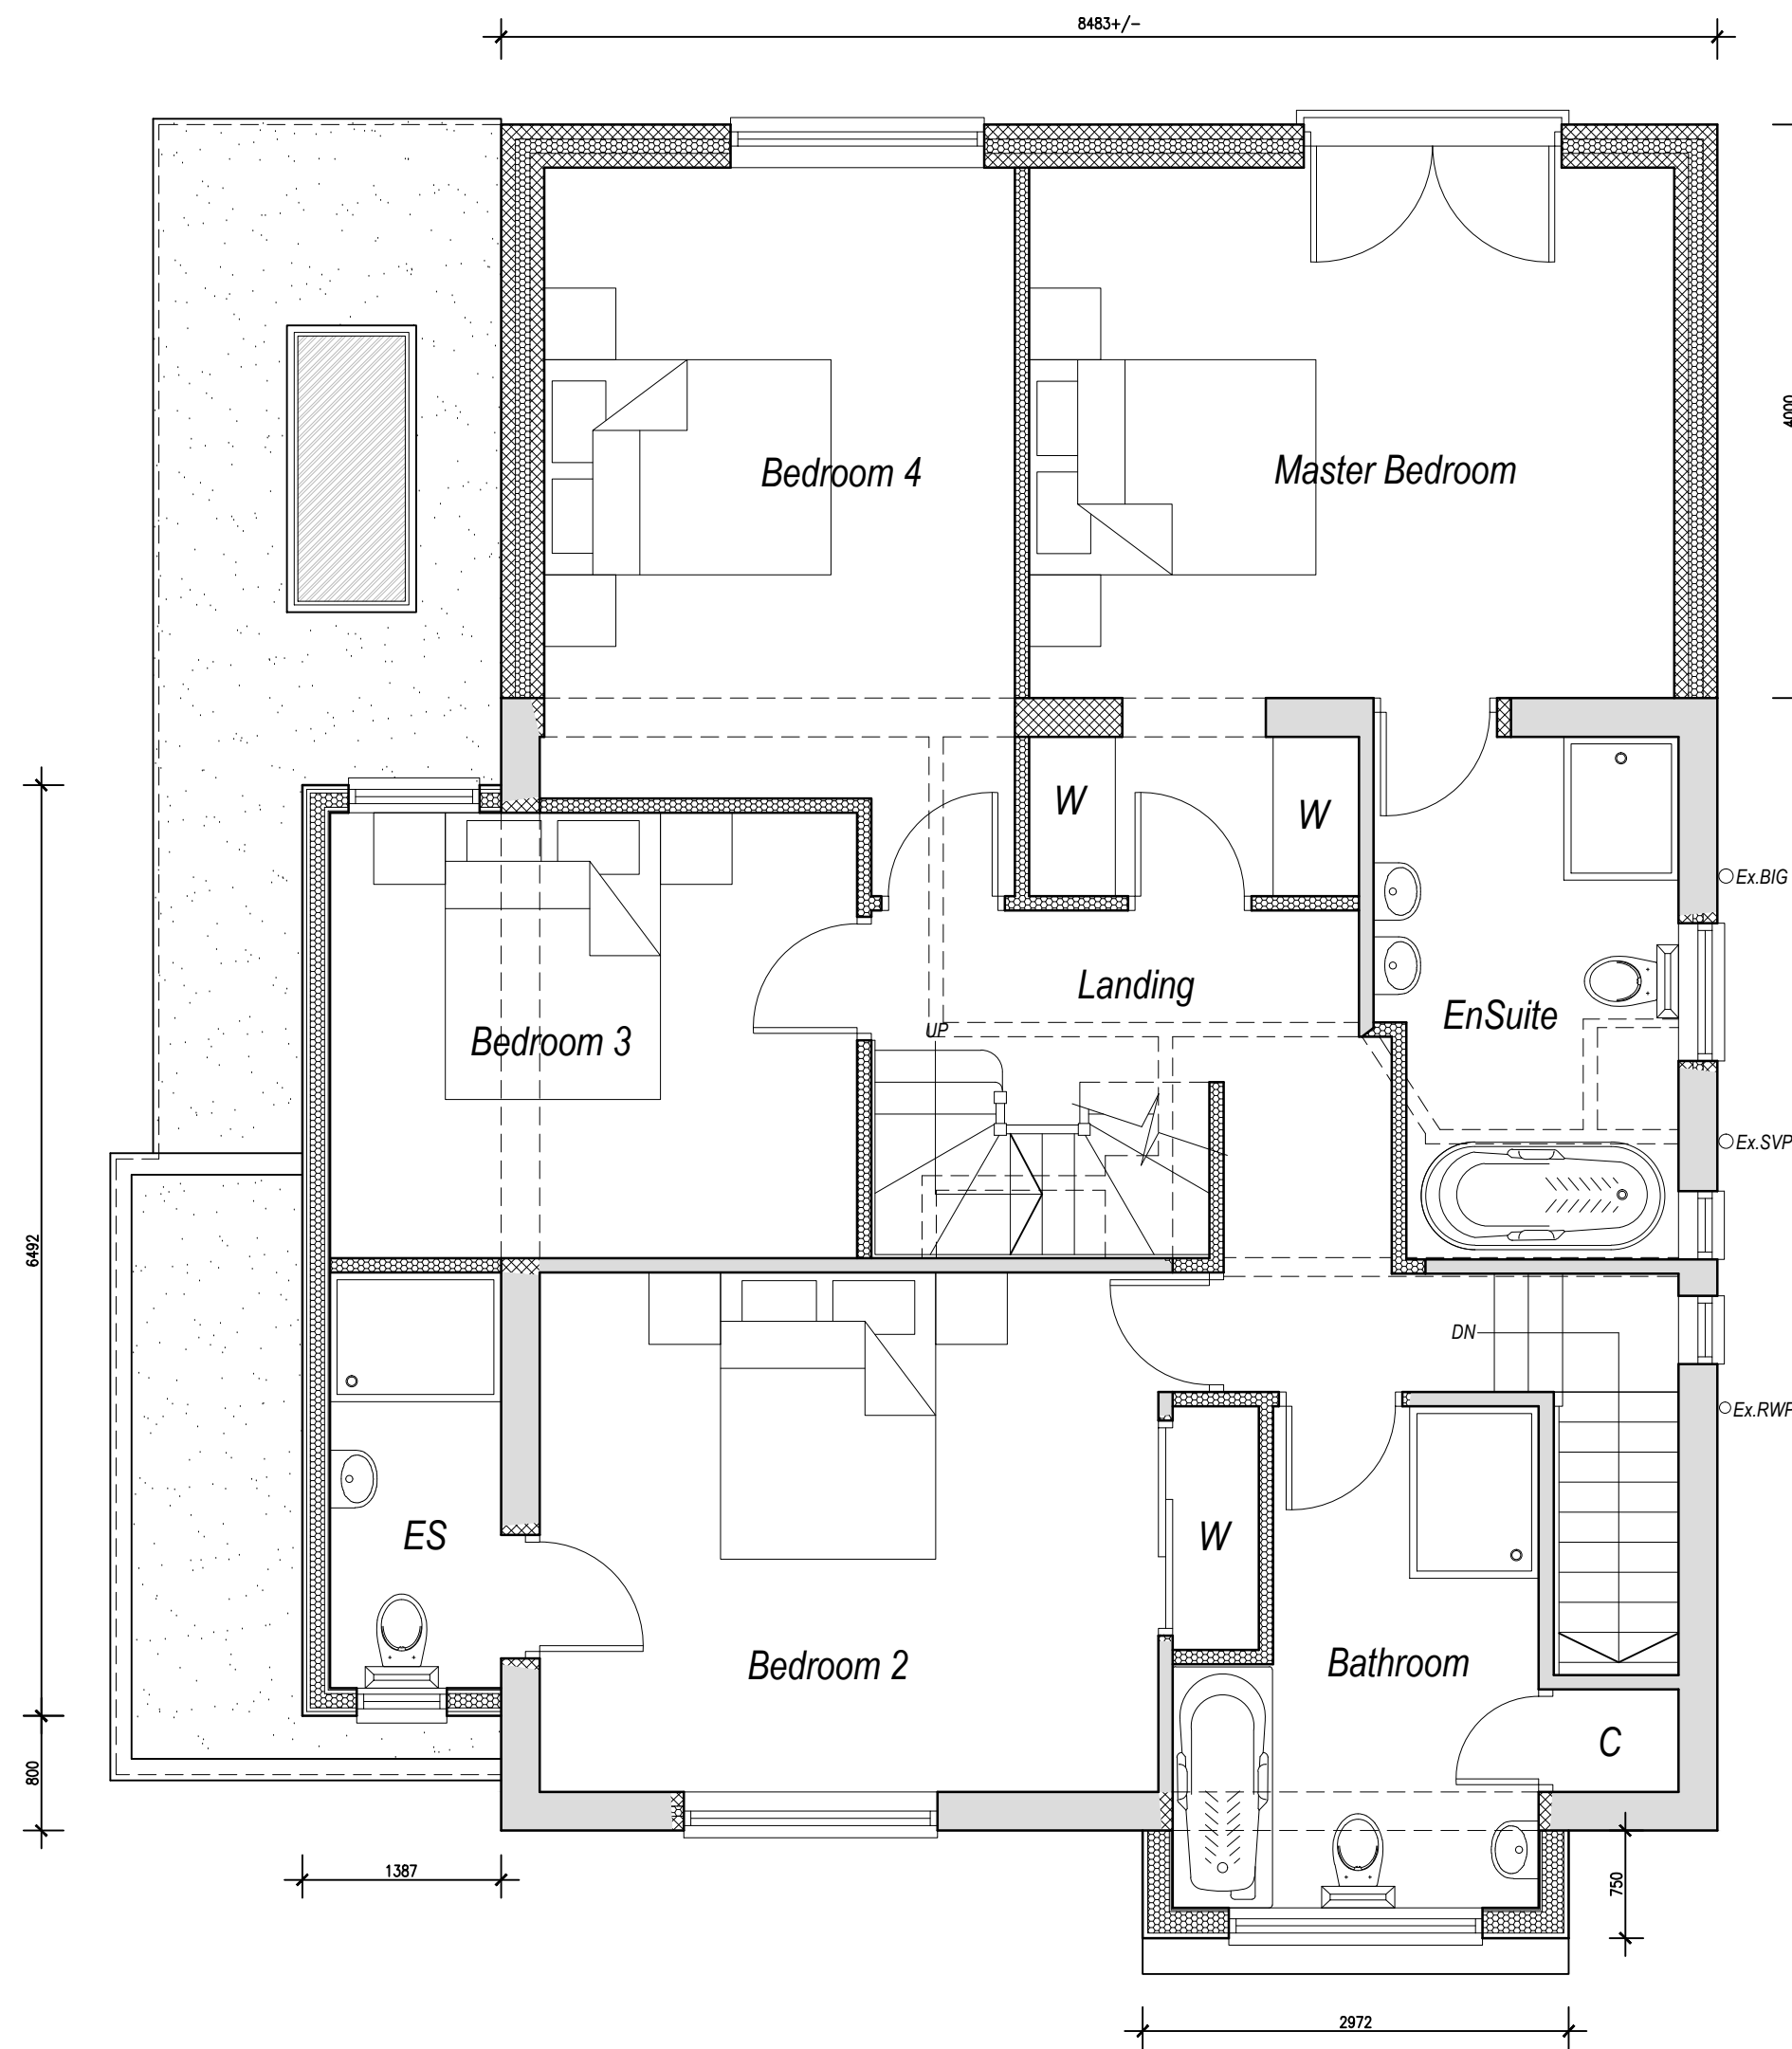 8483+/-
4000
Bedroom 4
Master Bedroom
W
W
Ex.BIG
Landing
EnSuite
UP
Bedroom 3
Ex.SVP
6492
DN
Ex.RWP
ES
W
Bedroom 2
Bathroom
C
800
1387
750
2972